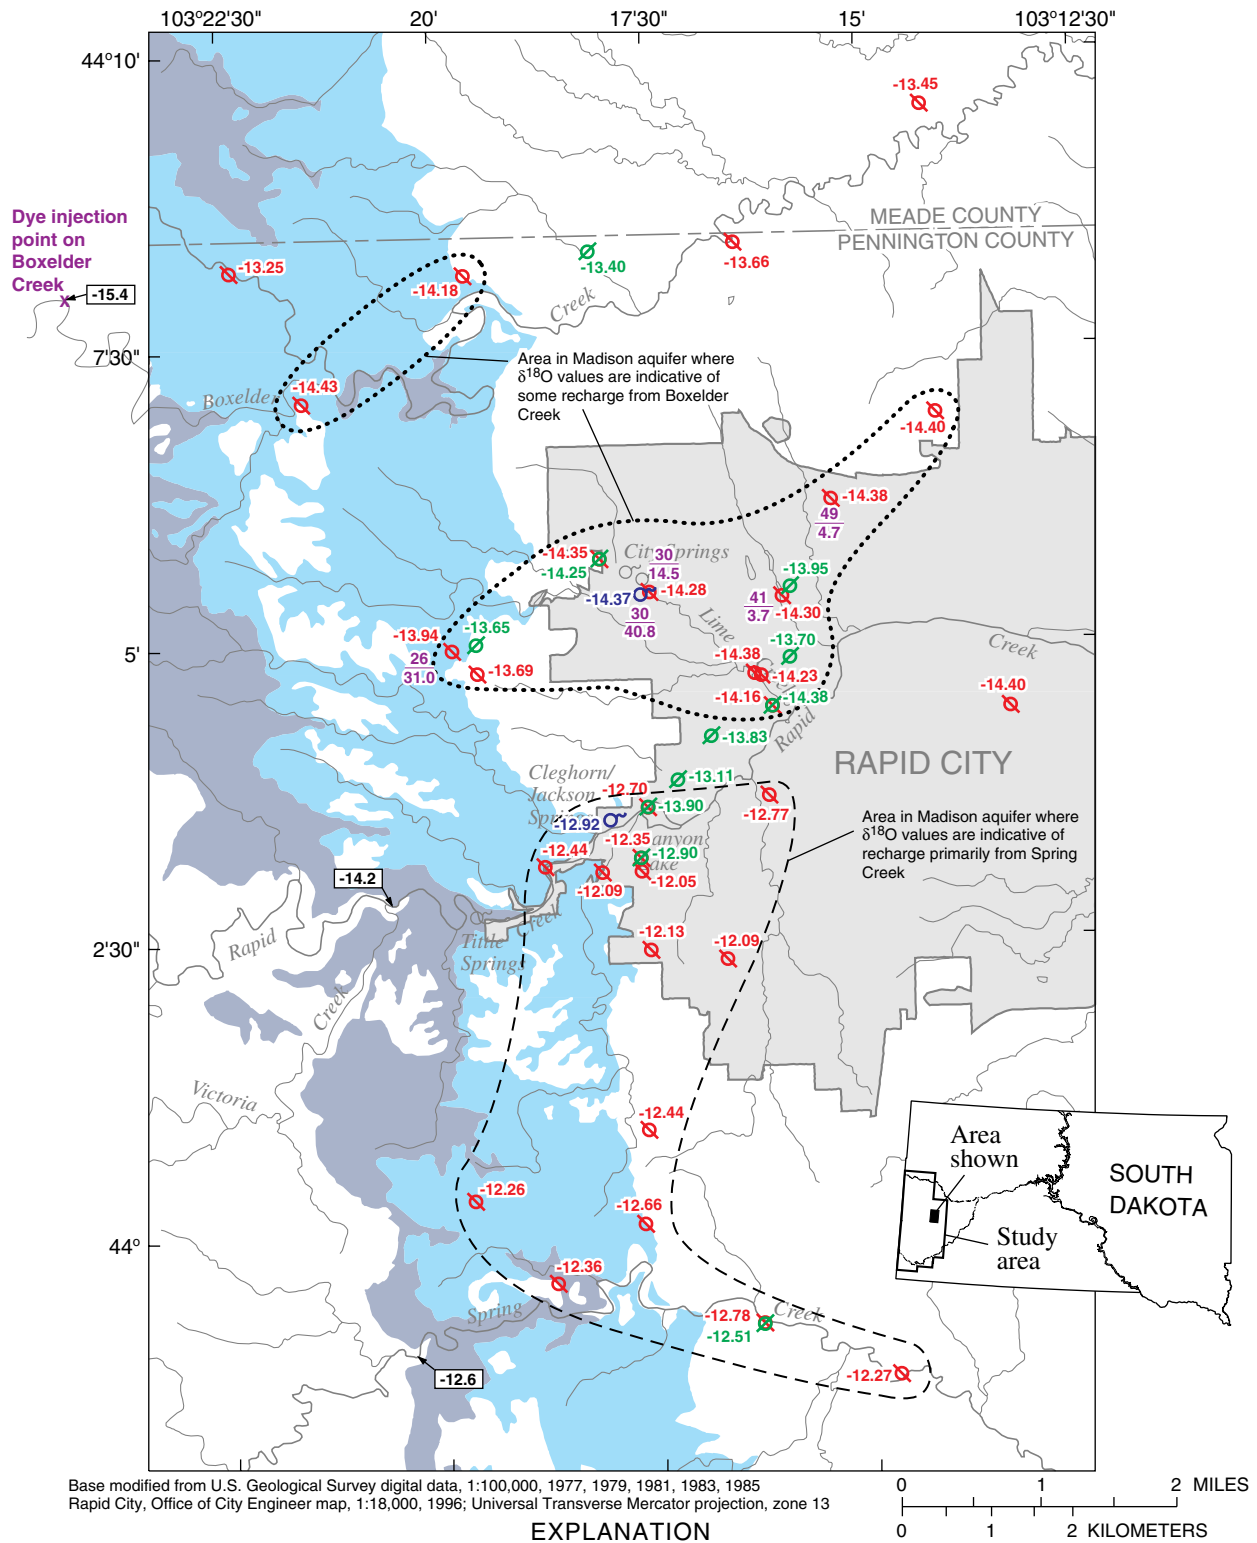 103°22'30"
20'
17'30"
15'
103°12'30"
44°10'
-13.45
MEADE COUNTY
PENNINGTON COUNTY
Dye injection
point on
Boxelder
Creek
x
-15.4
-13.25
-14.18
-13.40
-13.66
Creek
7'30"
Area in Madison aquifer where
δ18O values are indicative of
some recharge from Boxelder
Creek
Boxelder
-14.43
-14.40
-14.38
49
4.7
-14.35
-14.25
City Springs
30
14.5
-14.28
-14.37
30
40.8
-13.95
41
3.7
-14.30
Lime
-13.94
-13.65
26
31.0
-13.69
5'
-13.70
-14.38
-14.23
-14.16
-14.38
Creek
-14.40
Rapid
-13.83
RAPID CITY
Cleghorn/
Jackson
-13.11
-12.70
-13.90
-12.77
-12.92
Area in Madison aquifer where
δ18O values are indicative of
recharge primarily from Spring
Creek
-12.35
-12.90
-12.44
-12.09
-12.05
-14.2
Rapid
Creek
Tittle
Springs
2'30"
-12.13
-12.09
Creek
Victoria
-12.44
-12.26
-12.66
44°
-12.36
Spring
Creek
-12.78
-12.51
-12.27
-12.6
Area
shown
SOUTH
DAKOTA
Study
area
Base modified from U.S. Geological Survey digital data, 1:100,000, 1977, 1979, 1981, 1983, 1985
Rapid City, Office of City Engineer map, 1:18,000, 1996; Universal Transverse Mercator projection, zone 13
0 1 2 MILES
0 1 2 KILOMETERS
EXPLANATION